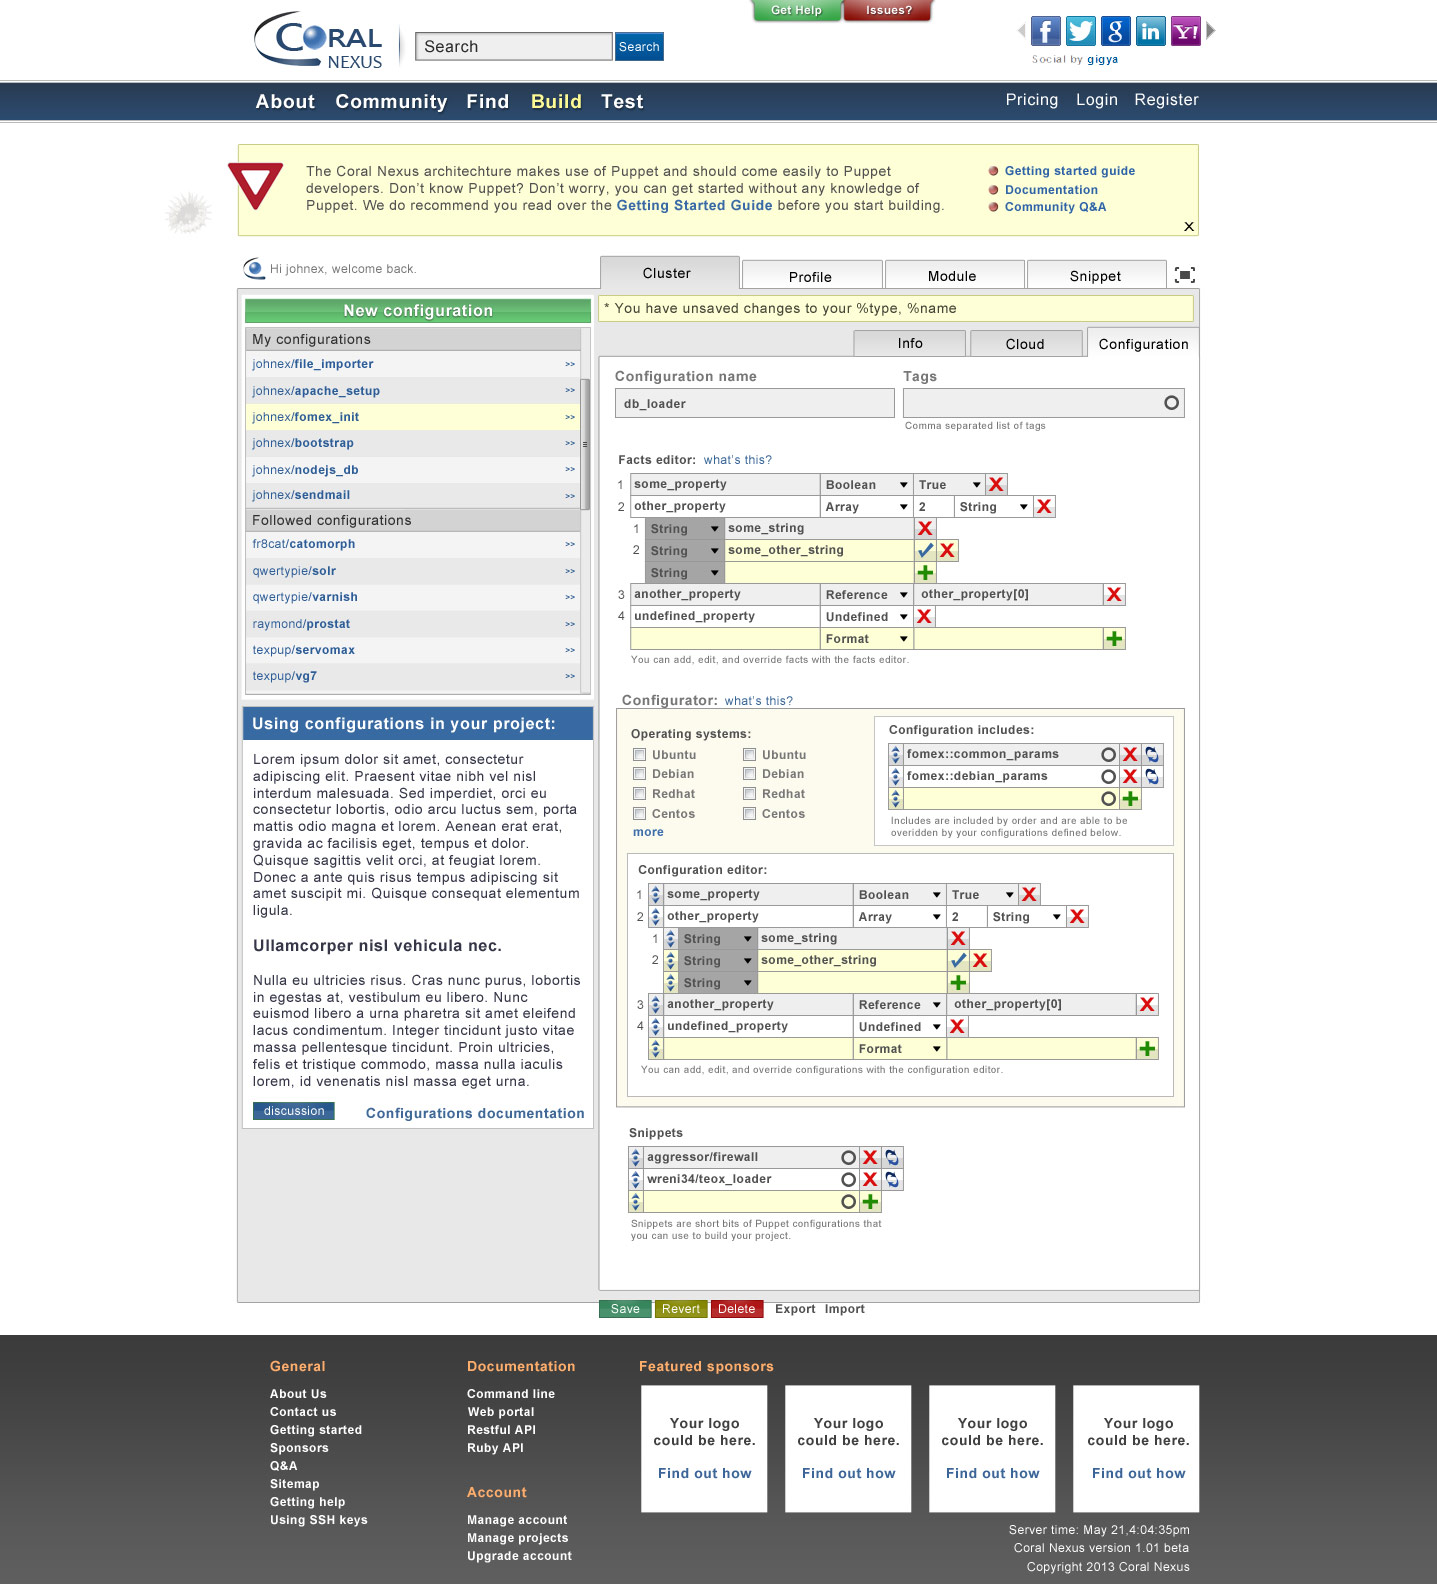 Get Help
Issues?
CORAL
NEXUS
Search
Search
Social by gigya
About
Community
Find
Build
Test
Pricing
Login
Register
The Coral Nexus architechture makes use of Puppet and should come easily to Puppet
developers. Don't know Puppet? Don't worry, you can get started without any knowledge of
Puppet. We do recommend you read over the Getting Started Guide before you start building.
Getting started guide
Documentation
Community Q&A
X
Hi johnex, welcome back.
Cluster
Profile
Module
Snippet
New configuration
My configurations
johnex/file_importer >>
johnex/apache_setup >>
johnex/fomex_init >>
johnex/bootstrap >>
johnex/nodejs_db >>
johnex/sendmail >>
Followed configurations
fr8cat/catomorph >>
qwertypie/solr >>
qwertypie/varnish >>
raymond/prostat >>
texpup/servomax >>
texpup/vg7 >>
Using configurations in your project:
Lorem ipsum dolor sit amet, consectetur
adipiscing elit. Praesent vitae nibh vel nisl
interdum malesuada. Sed imperdiet, orci eu
consectetur lobortis, odio arcu luctus sem, porta
mattis odio magna et lorem. Aenean erat erat,
gravida ac facilisis eget, tempus et dolor.
Quisque sagittis velit orci, at feugiat lorem.
Donec a ante quis risus tempus adipiscing sit
amet suscipit mi. Quisque consequat elementum
ligula.
Ullamcorper nisl vehicula nec.
Nulla eu ultricies risus. Cras nunc purus, lobortis
in egestas at, vestibulum eu libero. Nunc
euismod libero a urna pharetra sit amet eleifend
lacus condimentum. Integer tincidunt justo vitae
massa pellentesque tincidunt. Proin ultricies,
felis et tristique commodo, massa nulla iaculis
lorem, id venenatis nisl massa eget urna.
discussion
Configurations documentation
* You have unsaved changes to your %type, %name
Info
Cloud
Configuration
Configuration name
db_loader
Tags
Comma separated list of tags
Facts editor: what's this?
1 some_property Boolean True X
2 other_property Array 2 String X
1 String some_string X
2 String some_other_string X
String
3 another_property Reference other_property[0] X
4 undefined_property Undefined X
Format
You can add, edit, and override facts with the facts editor.
Configurator: what's this?
Operating systems:
Ubuntu Ubuntu
Debian Debian
Redhat Redhat
Centos Centos
more
Configuration includes:
fomex::common_params X
fomex::debian_params X
Includes are included by order and are able to be
overidden by your configurations defined below.
Configuration editor:
1 some_property Boolean True X
2 other_property Array 2 String X
1 String some_string X
2 String some_other_string X
String
3 another_property Reference other_property[0] X
4 undefined_property Undefined X
Format
You can add, edit, and override configurations with the configuration editor.
Snippets
aggressor/firewall X
wreni34/teox_loader X
Snippets are short bits of Puppet configurations that
you can use to build your project.
Save
Revert
Delete
Export
Import
General
About Us
Contact us
Getting started
Sponsors
Q&A
Sitemap
Getting help
Using SSH keys
Documentation
Command line
Web portal
Restful API
Ruby API
Account
Manage account
Manage projects
Upgrade account
Featured sponsors
Your logo
could be here.
Find out how
Your logo
could be here.
Find out how
Your logo
could be here.
Find out how
Your logo
could be here.
Find out how
Server time: May 21,4:04:35pm
Coral Nexus version 1.01 beta
Copyright 2013 Coral Nexus